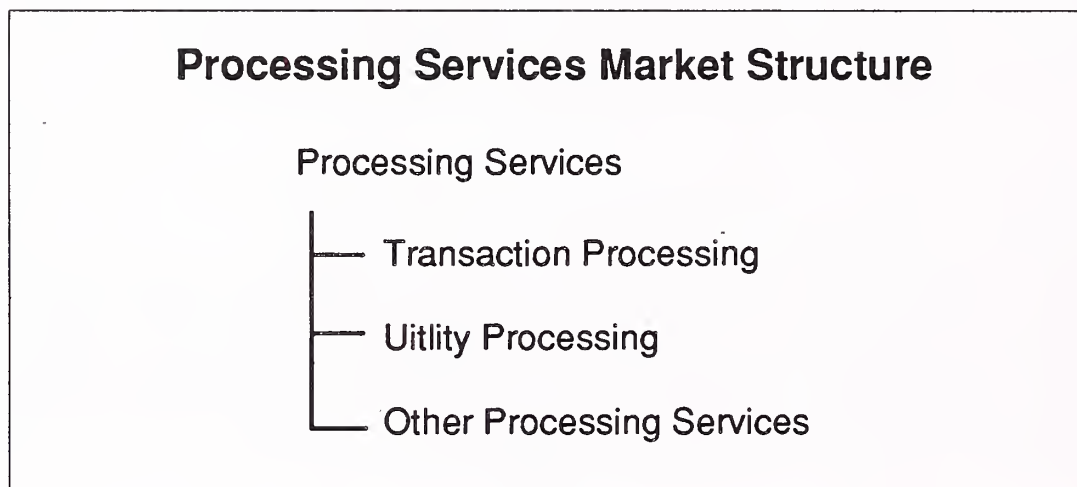 Processing Services Market Structure
Processing Services
Transaction Processing
Uitlity Processing
Other Processing Services